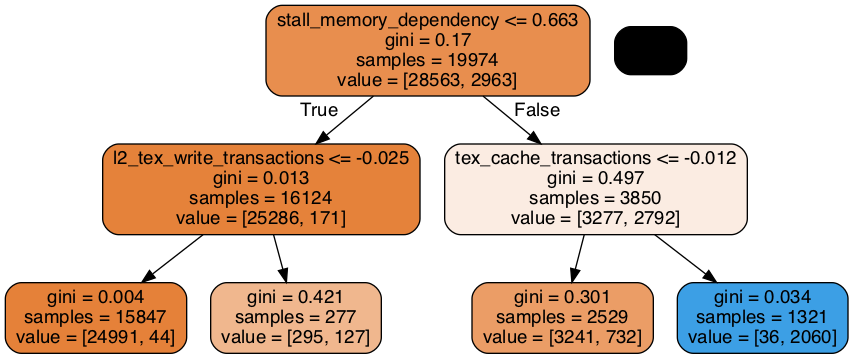 stall_memory_dependency <= 0.663
gini = 0.17
samples = 19974
value = [28563, 2963]
True
False
l2_tex_write_transactions <= -0.025
gini = 0.013
samples = 16124
value = [25286, 171]
tex_cache_transactions <= -0.012
gini = 0.497
samples = 3850
value = [3277, 2792]
gini = 0.004
samples = 15847
value = [24991, 44]
gini = 0.421
samples = 277
value = [295, 127]
gini = 0.301
samples = 2529
value = [3241, 732]
gini = 0.034
samples = 1321
value = [36, 2060]